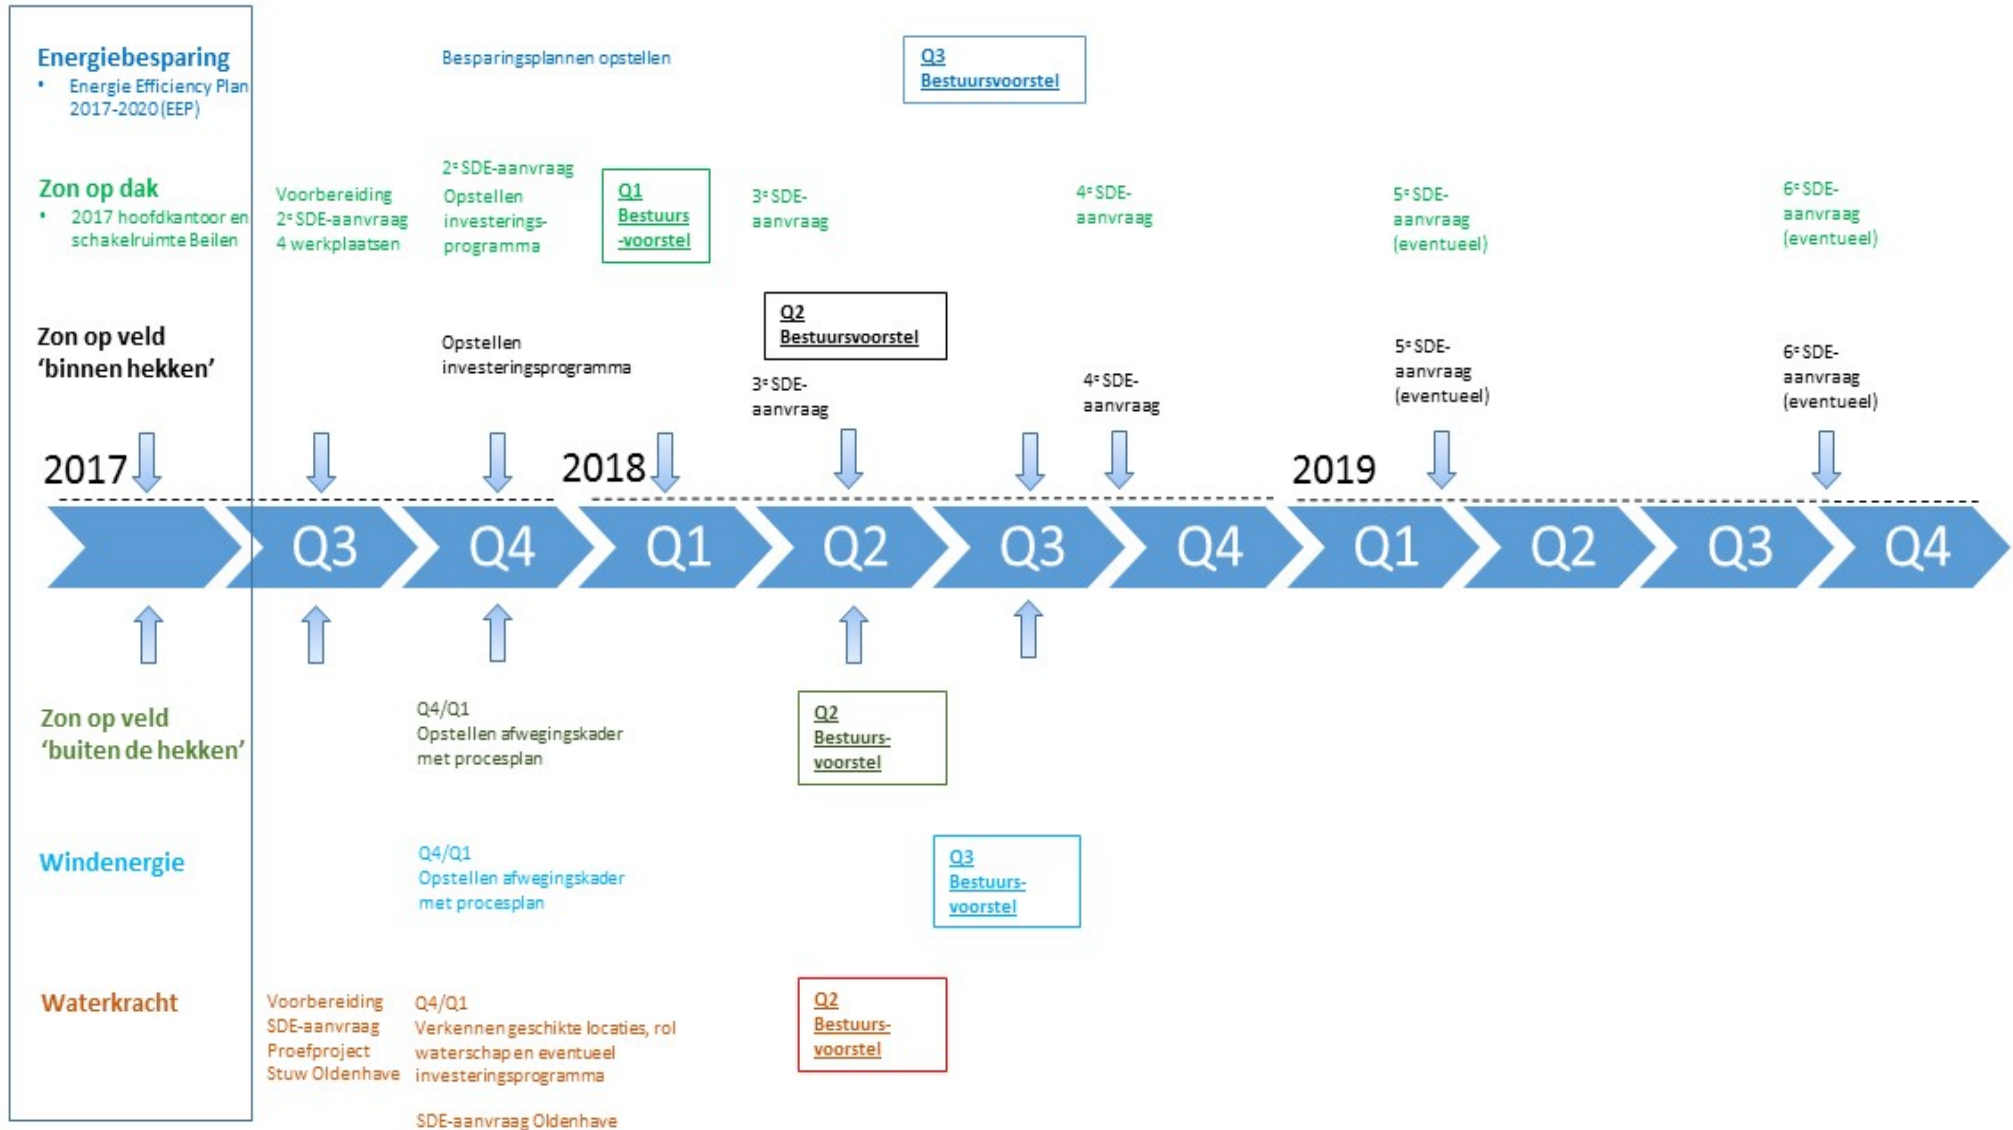 Energiebesparing
• Energie Efficiency Plan
2017-2020 (EEP)
Besparingsplannen opstellen
Q3
Bestuursvoorstel
Zon op dak
• 2017 hoofdkantoor en
schakelruimte Beilen
Voorbereiding
2e SDE-aanvraag
4 werkplaatsen
2e SDE-aanvraag
Opstellen
investerings-
programma
Q1
Bestuurs
-voorstel
3e SDE-
aanvraag
4e SDE-
aanvraag
5e SDE-
aanvraag
(eventueel)
6e SDE-
aanvraag
(eventueel)
Zon op veld
‘binnen hekken’
Opstellen
investeringsprogramma
Q2
Bestuursvoorstel
3e SDE-
aanvraag
4e SDE-
aanvraag
5e SDE-
aanvraag
(eventueel)
6e SDE-
aanvraag
(eventueel)
2017
2018
2019
Q3
Q4
Q1
Q2
Q3
Q4
Q1
Q2
Q3
Q4
Zon op veld
‘buiten de hekken’
Q4/Q1
Opstellen afwegingskader
met procesplan
Q2
Bestuurs-
voorstel
Windenergie
Q4/Q1
Opstellen afwegingskader
met procesplan
Q3
Bestuurs-
voorstel
Waterkracht
Voorbereiding
SDE-aanvraag
Proefproject
Stuw Oldenhave
Q4/Q1
Verkennen geschikte locaties, rol
waterschap en eventueel
investeringsprogramma
SDE-aanvraag Oldenhave
Q2
Bestuurs-
voorstel